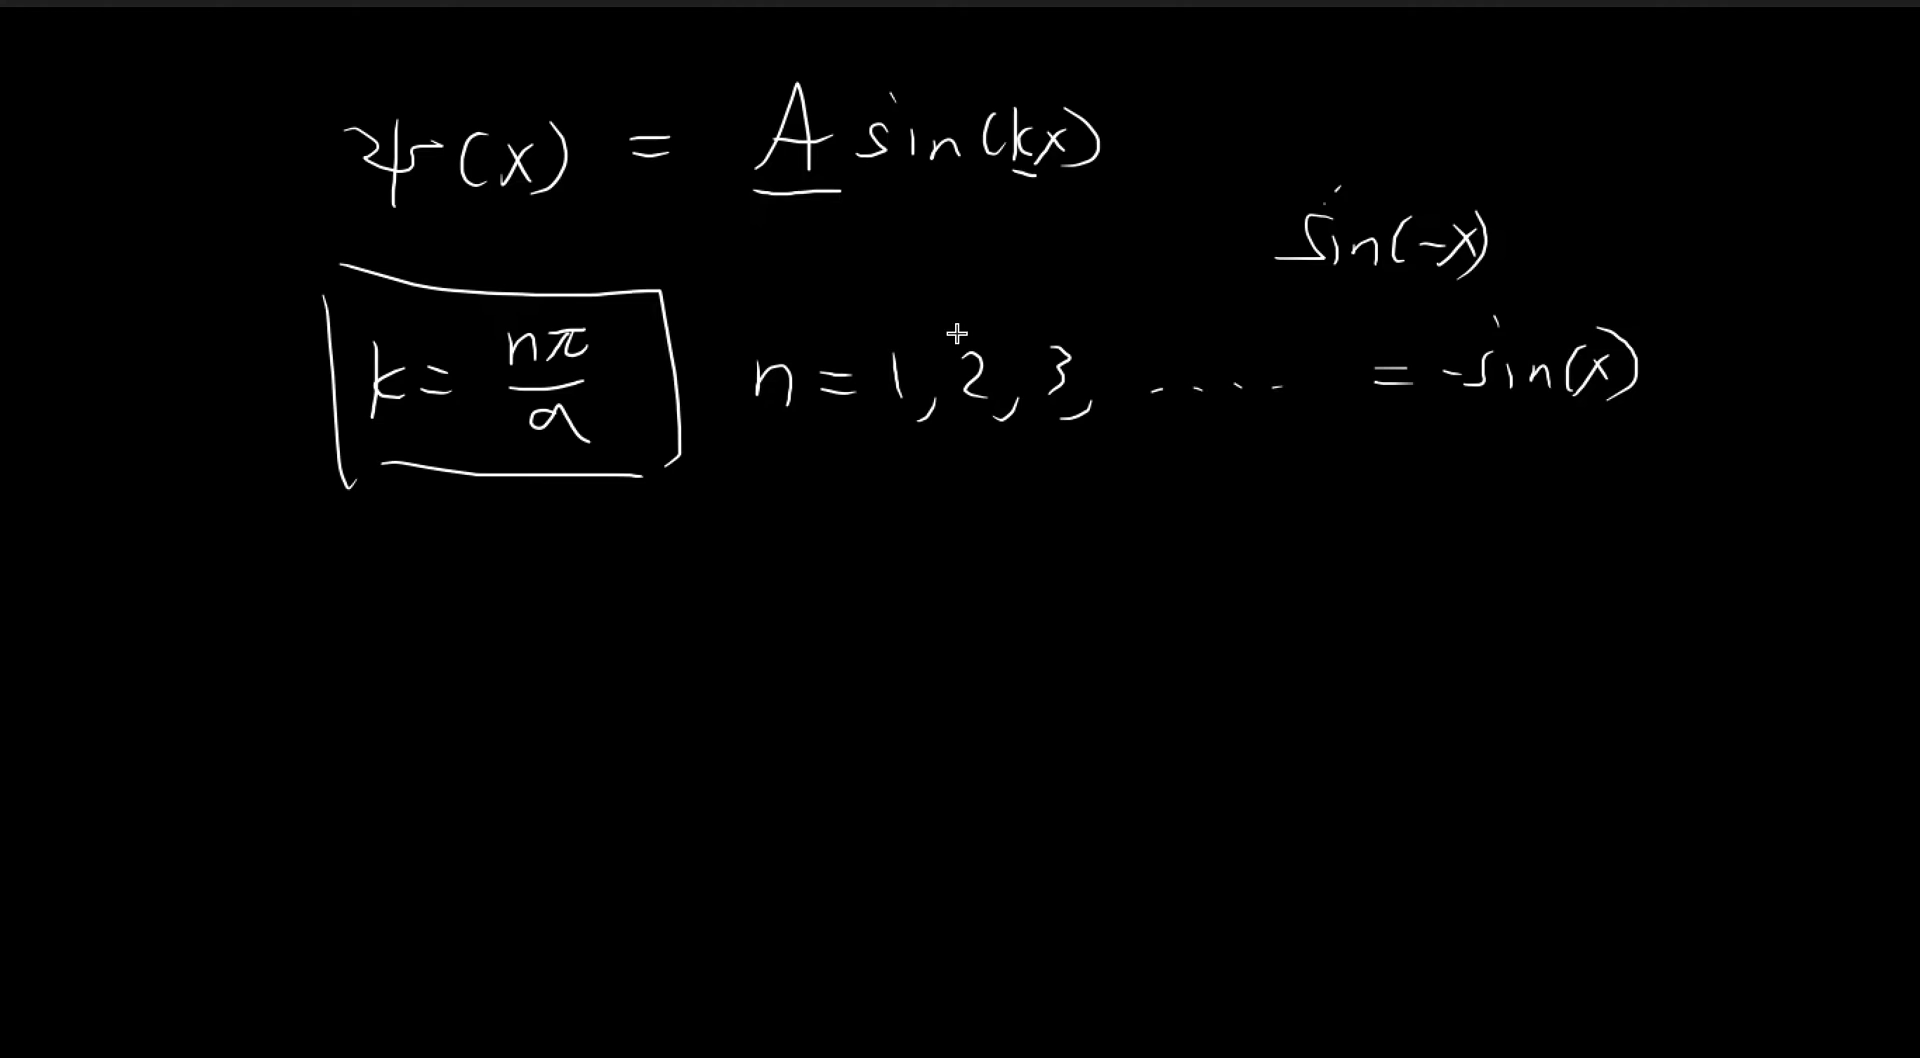 ψ(x) = A sin(kx)
sin(-x)
k = nπ/a n = 1, 2, 3, .... = -sin(x)